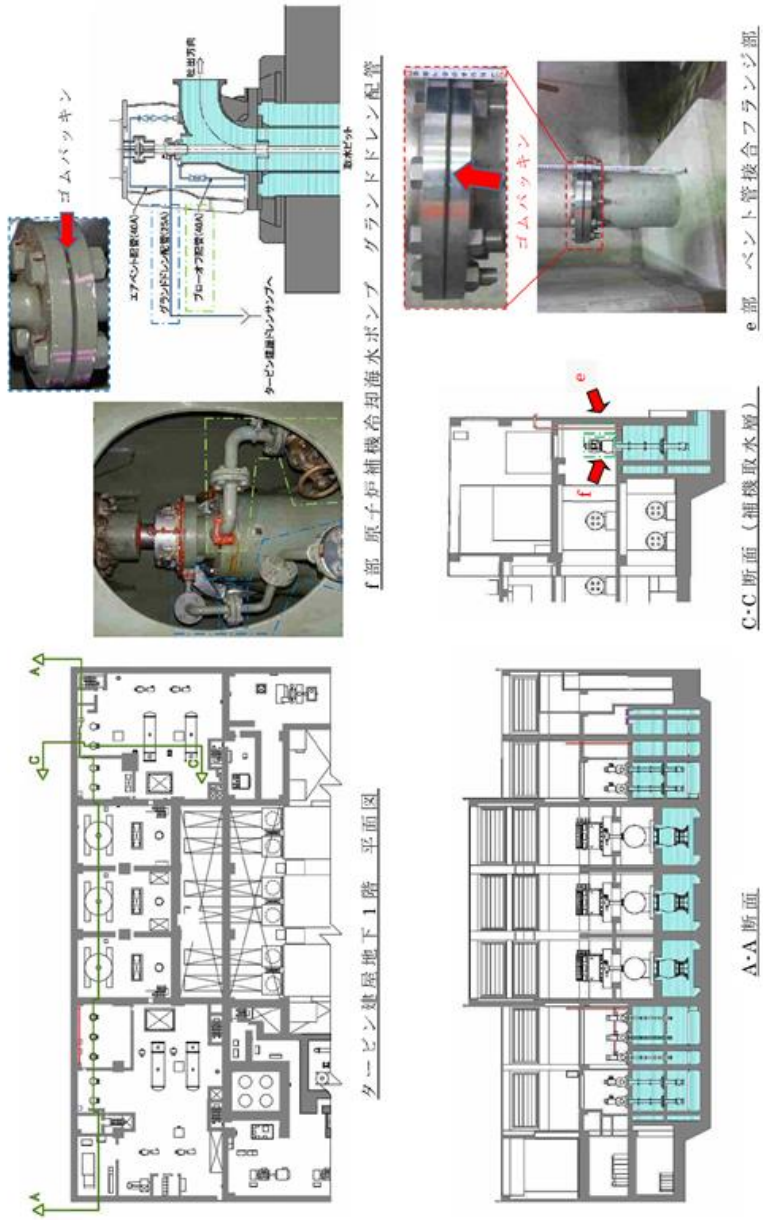 A
A
C
C
タービン建屋地下1階 平面図
A-A断面
ゴムパッキン
エアベント配管(40A)
グランドドレン配管(25A)
ブローオフ配管(40A)
吐出方向
取水ピット
タービン建屋ドレンサンプへ
f部 原子炉補機冷却海水ポンプ グランドドレン配管
f
e
C-C断面（補機取水層）
ゴムパッキン
e部 ベント管接合フランジ部